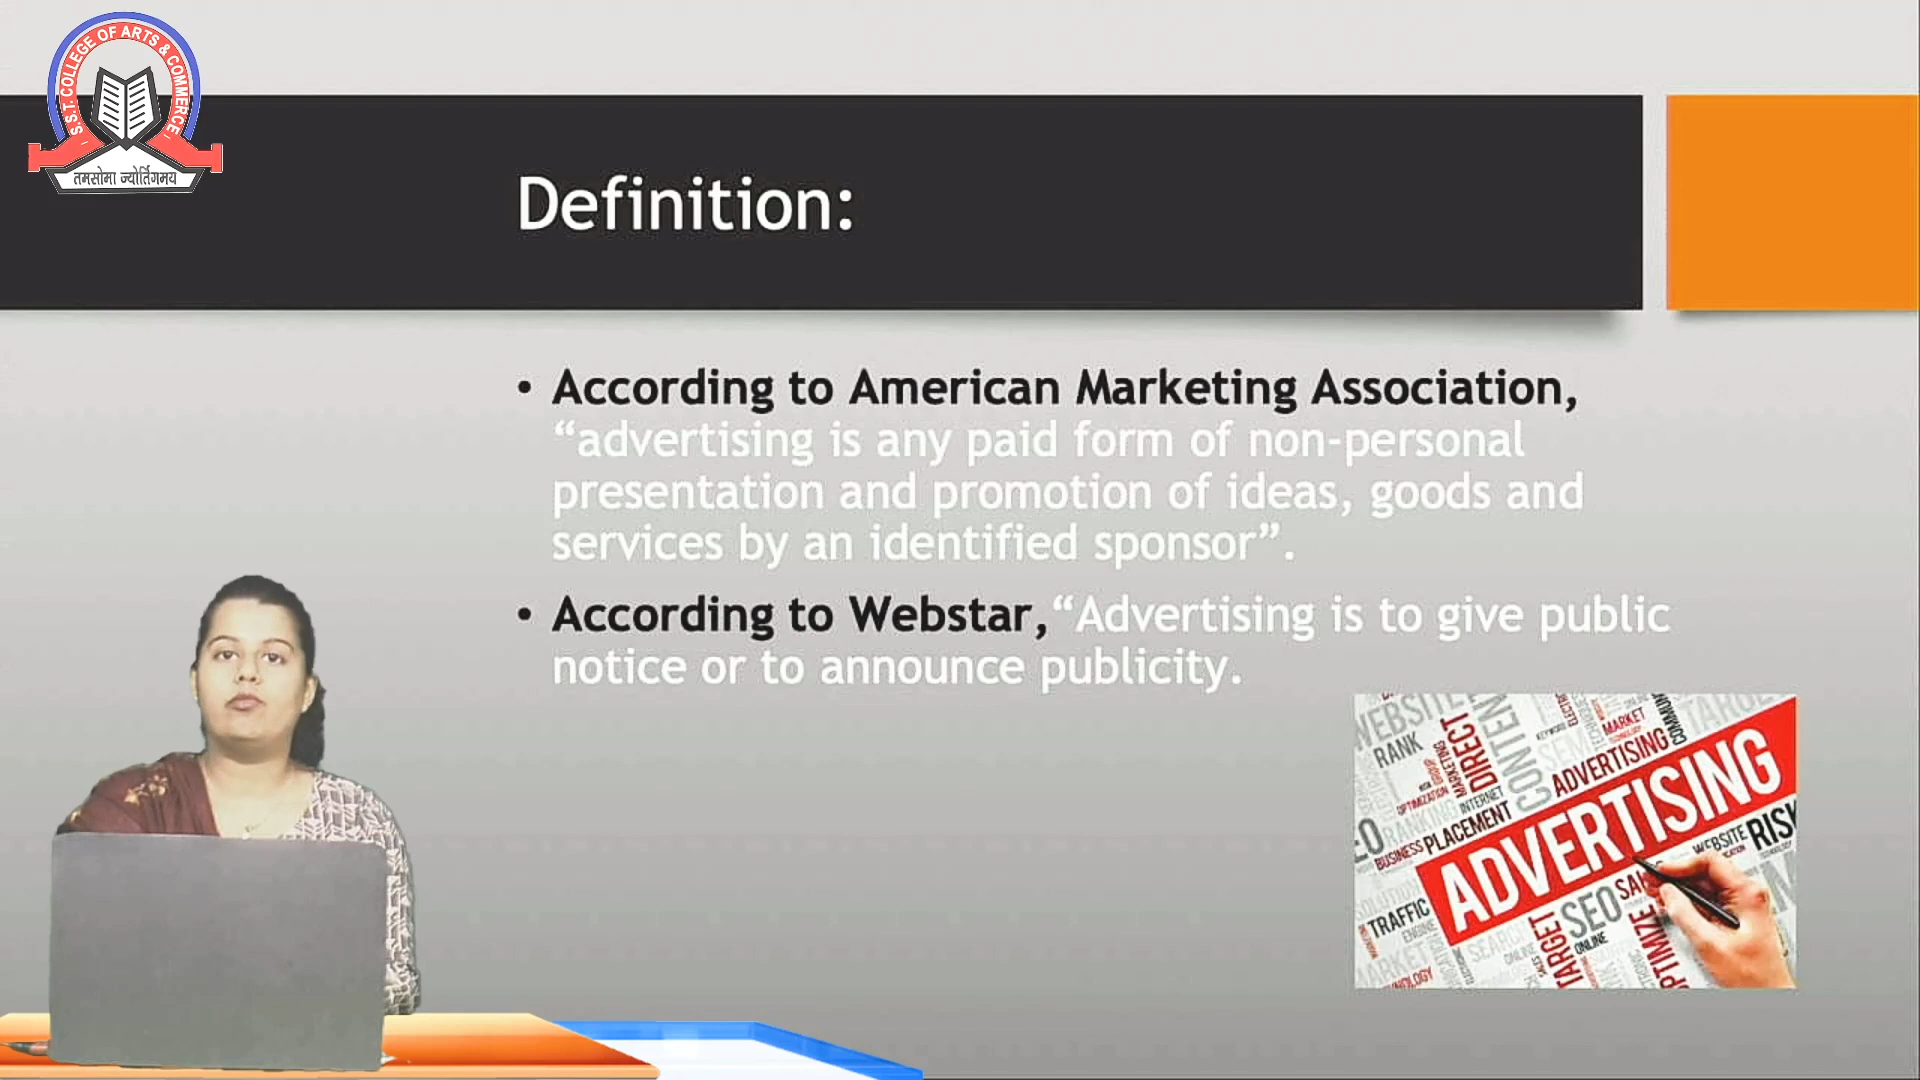 S.S.T. COLLEGE OF ARTS & COMMERCE
तमसोमा ज्योर्तिगमय
Definition:
• According to American Marketing Association,
“advertising is any paid form of non-personal
presentation and promotion of ideas, goods and
services by an identified sponsor”.
• According to Webstar,“Advertising is to give public
notice or to announce publicity.
WEBSITE
RANK
DIRECT
MARKETING
CONTENT
MARKET
ADVERTISING
OPTIMIZATION
INTERNET
RANKING
BUSINESS PLACEMENT
ADVERTISING
WEBSITE
RISK
TRAFFIC
SEO
ONLINE
TARGET
OPTIMIZE